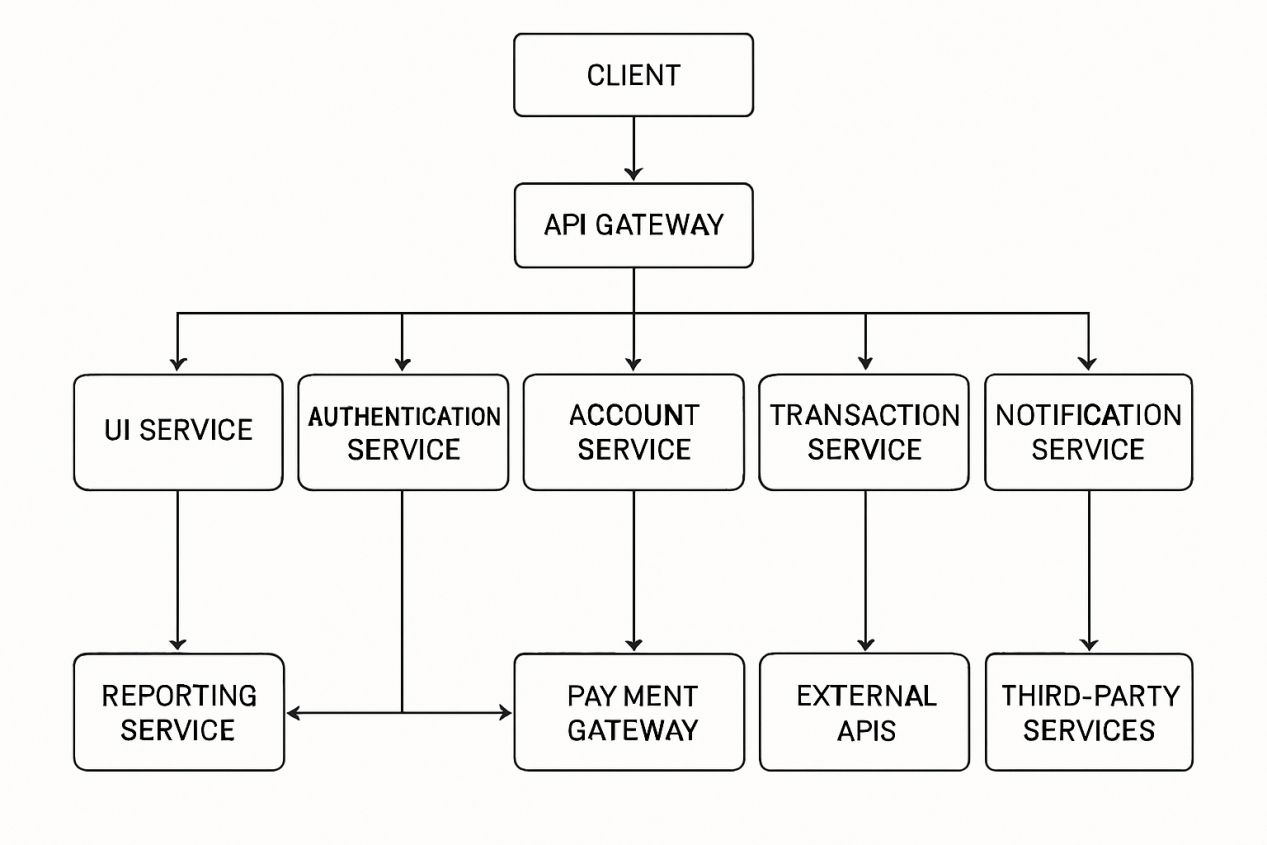 CLIENT
API GATEWAY
UI SERVICE
AUTHENTICATION
SERVICE
ACCOUNT
SERVICE
TRANSACTION
SERVICE
NOTIFICATION
SERVICE
REPORTING
SERVICE
PAY MENT
GATEWAY
EXTERNAL
APIS
THIRD-PARTY
SERVICES